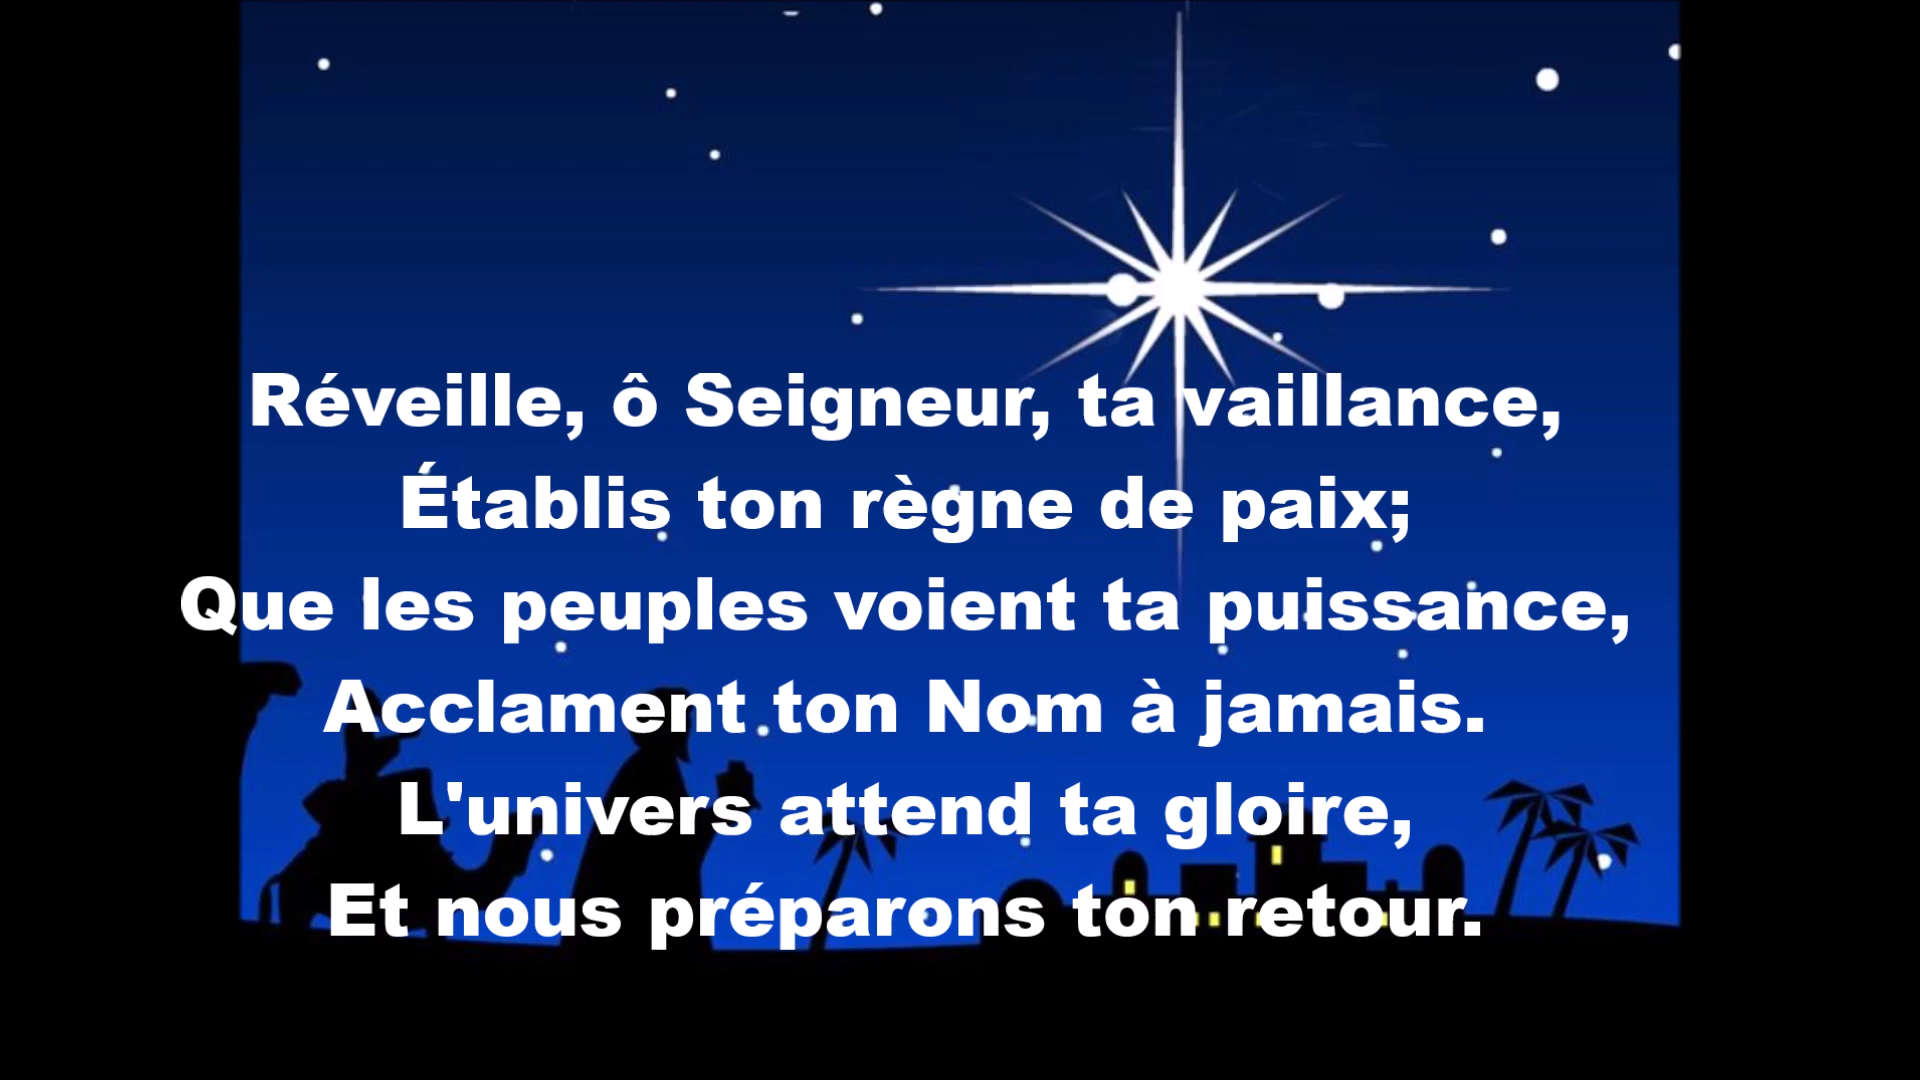 Réveille, ô Seigneur, ta vaillance,
Établis ton règne de paix;
Que les peuples voient ta puissance,
Acclament ton Nom à jamais.
L'univers attend ta gloire,
Et nous préparons ton retour.